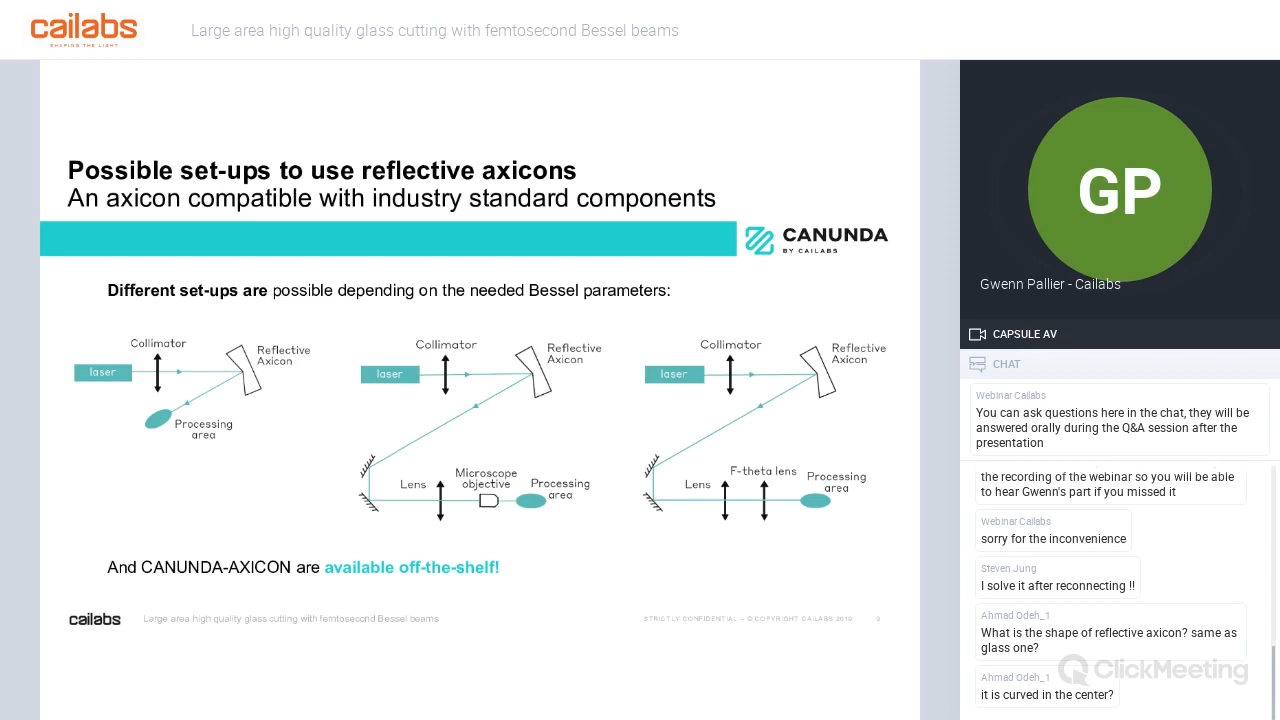 cailabs
SHAPING THE LIGHT
Large area high quality glass cutting with femtosecond Bessel beams
Possible set-ups to use reflective axicons
An axicon compatible with industry standard components
CANUNDA
BY CAILABS
Different set-ups are possible depending on the needed Bessel parameters:
Collimator
Reflective
Axicon
laser
Processing
area
Collimator
Reflective
Axicon
laser
Lens
Microscope
objective
Processing
area
Collimator
Reflective
Axicon
laser
Lens
F-theta lens
Processing
area
And CANUNDA-AXICON are available off-the-shelf!
cailabs
Large area high quality glass cutting with femtosecond Bessel beams
STRICTLY CONFIDENTIAL – © COPYRIGHT CAILABS 2019
GP
Gwenn Pallier - Cailabs
CAPSULE AV
CHAT
Webinar Cailabs
You can ask questions here in the chat, they will be
answered orally during the Q&A session after the
presentation
the recording of the webinar so you will be able
to hear Gwenn's part if you missed it
Webinar Cailabs
sorry for the inconvenience
Steven Jung
I solve it after reconnecting !!
Ahmad Odeh_1
What is the shape of reflective axicon? same as
glass one?
Ahmad Odeh_1
it is curved in the center?
ClickMeeting